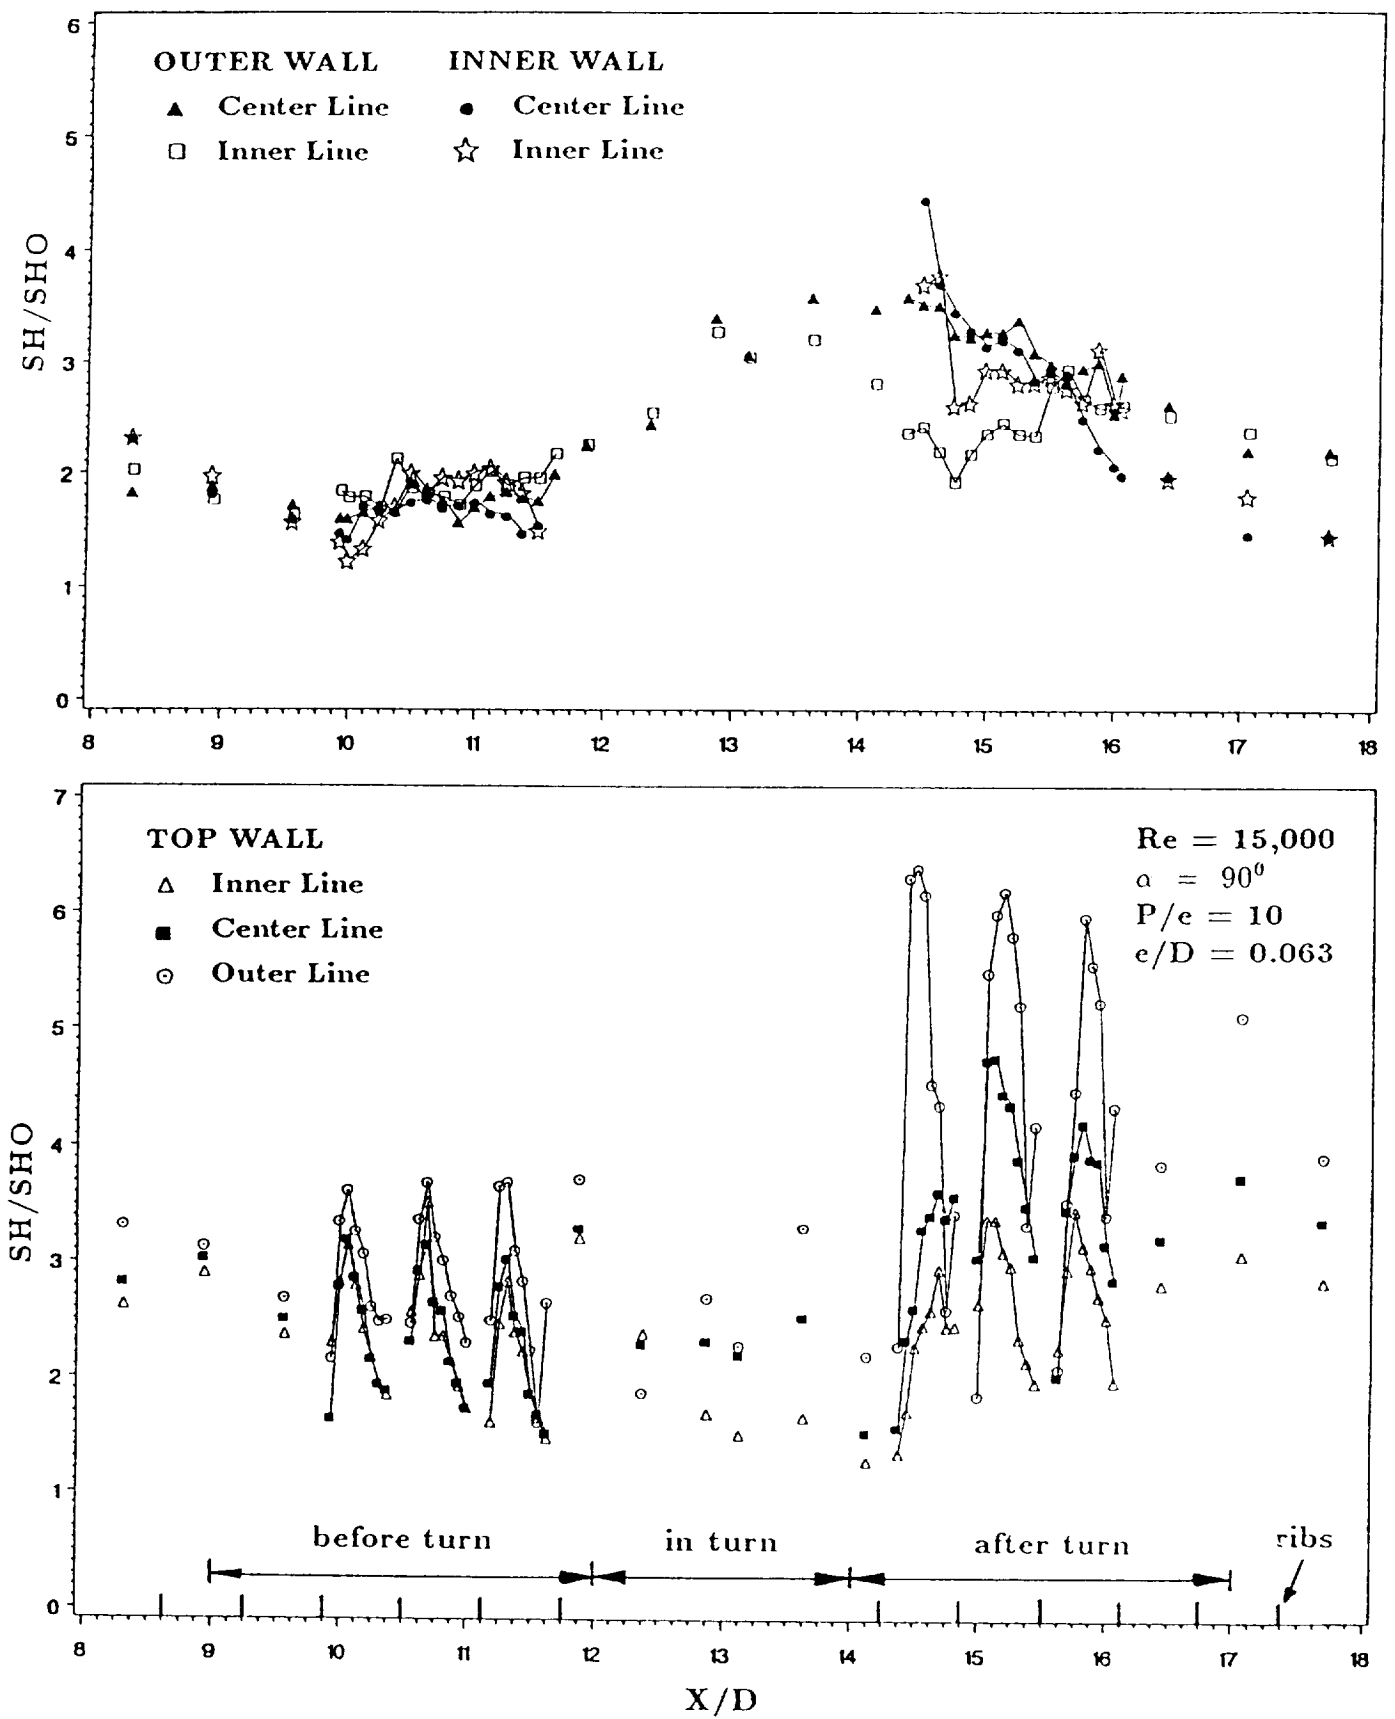 OUTER WALL INNER WALL
Center Line Center Line
Inner Line Inner Line
6
5
4
3
2
1
0
SH/SHO
8 9 10 11 12 13 14 15 16 17 18
TOP WALL
Inner Line
Center Line
Outer Line
Re = 15,000
α = 90⁰
P/e = 10
e/D = 0.063
7
6
5
4
3
2
1
0
SH/SHO
before turn in turn after turn ribs
8 9 10 11 12 13 14 15 16 17 18
X/D